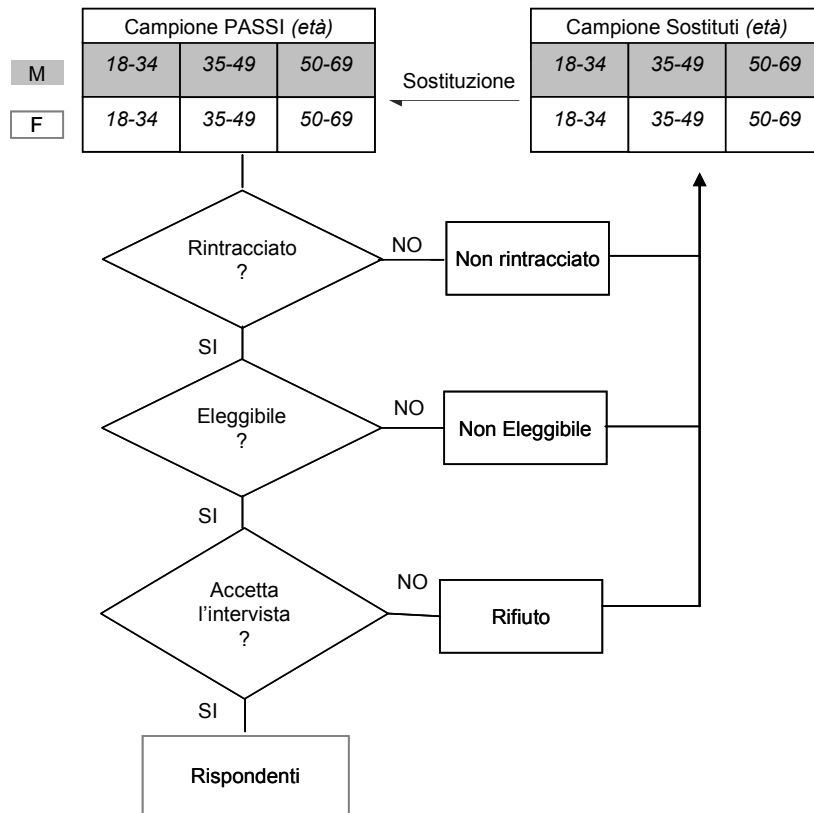 Campione PASSI (età)
M
18-34 35-49 50-69
F
18-34 35-49 50-69
Sostituzione
Campione Sostituti (età)
18-34 35-49 50-69
18-34 35-49 50-69
Rintracciato
?
NO
Non rintracciato
SI
Eleggibile
?
NO
Non Eleggibile
SI
Accetta
l’intervista
?
NO
Rifiuto
SI
Rispondenti